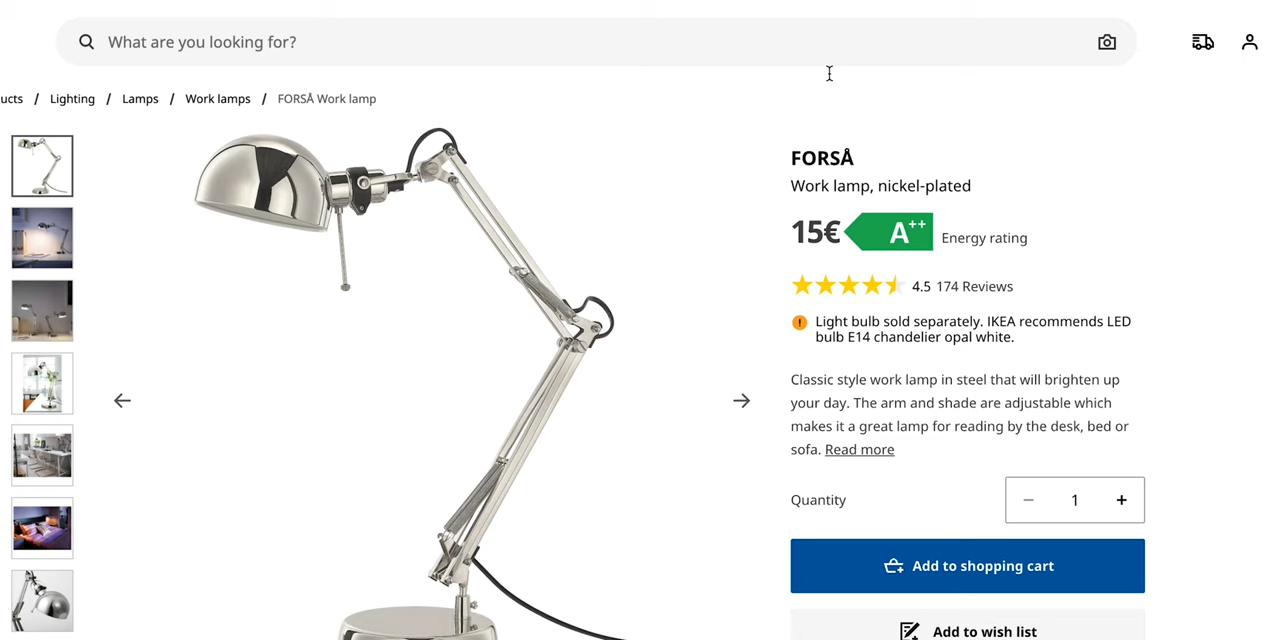 What are you looking for?
ucts / Lighting / Lamps / Work lamps / FORSÅ Work lamp
FORSÅ
Work lamp, nickel-plated
15€ A++ Energy rating
4.5 174 Reviews
! Light bulb sold separately. IKEA recommends LED
bulb E14 chandelier opal white.
Classic style work lamp in steel that will brighten up
your day. The arm and shade are adjustable which
makes it a great lamp for reading by the desk, bed or
sofa. Read more
Quantity − 1 +
Add to shopping cart
Add to wish list